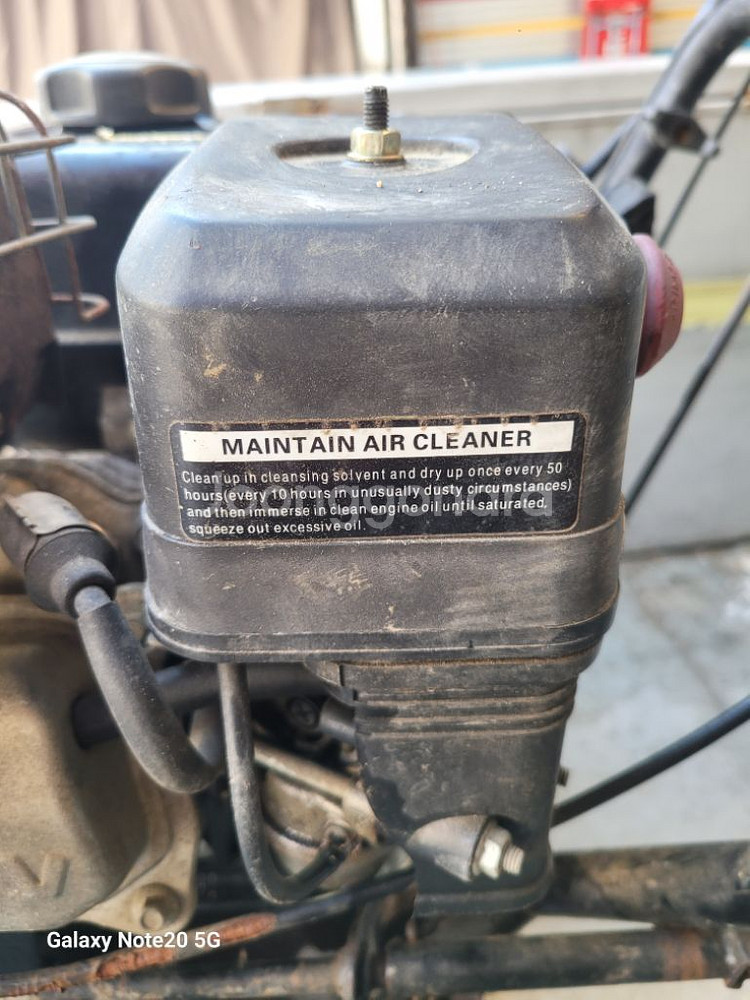 MAINTAIN AIR CLEANER
Clean up in cleansing solvent and dry up once every 50
hours(every 10 hours in unusually dusty circumstances)
and then immerse in clean engine oil until saturated,
squeeze out excessive oil.
Galaxy Note20 5G